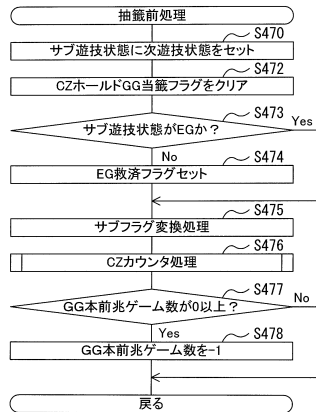 抽籤前処理
S470
サブ遊技状態に次遊技状態をセット
S472
CZホールドGG当籤フラグをクリア
S473
サブ遊技状態がEGか？
Yes
No
S474
EG救済フラグセット
S475
サブフラグ変換処理
S476
CZカウンタ処理
S477
GG本前兆ゲーム数が0以上？
No
Yes
S478
GG本前兆ゲーム数を-1
戻る